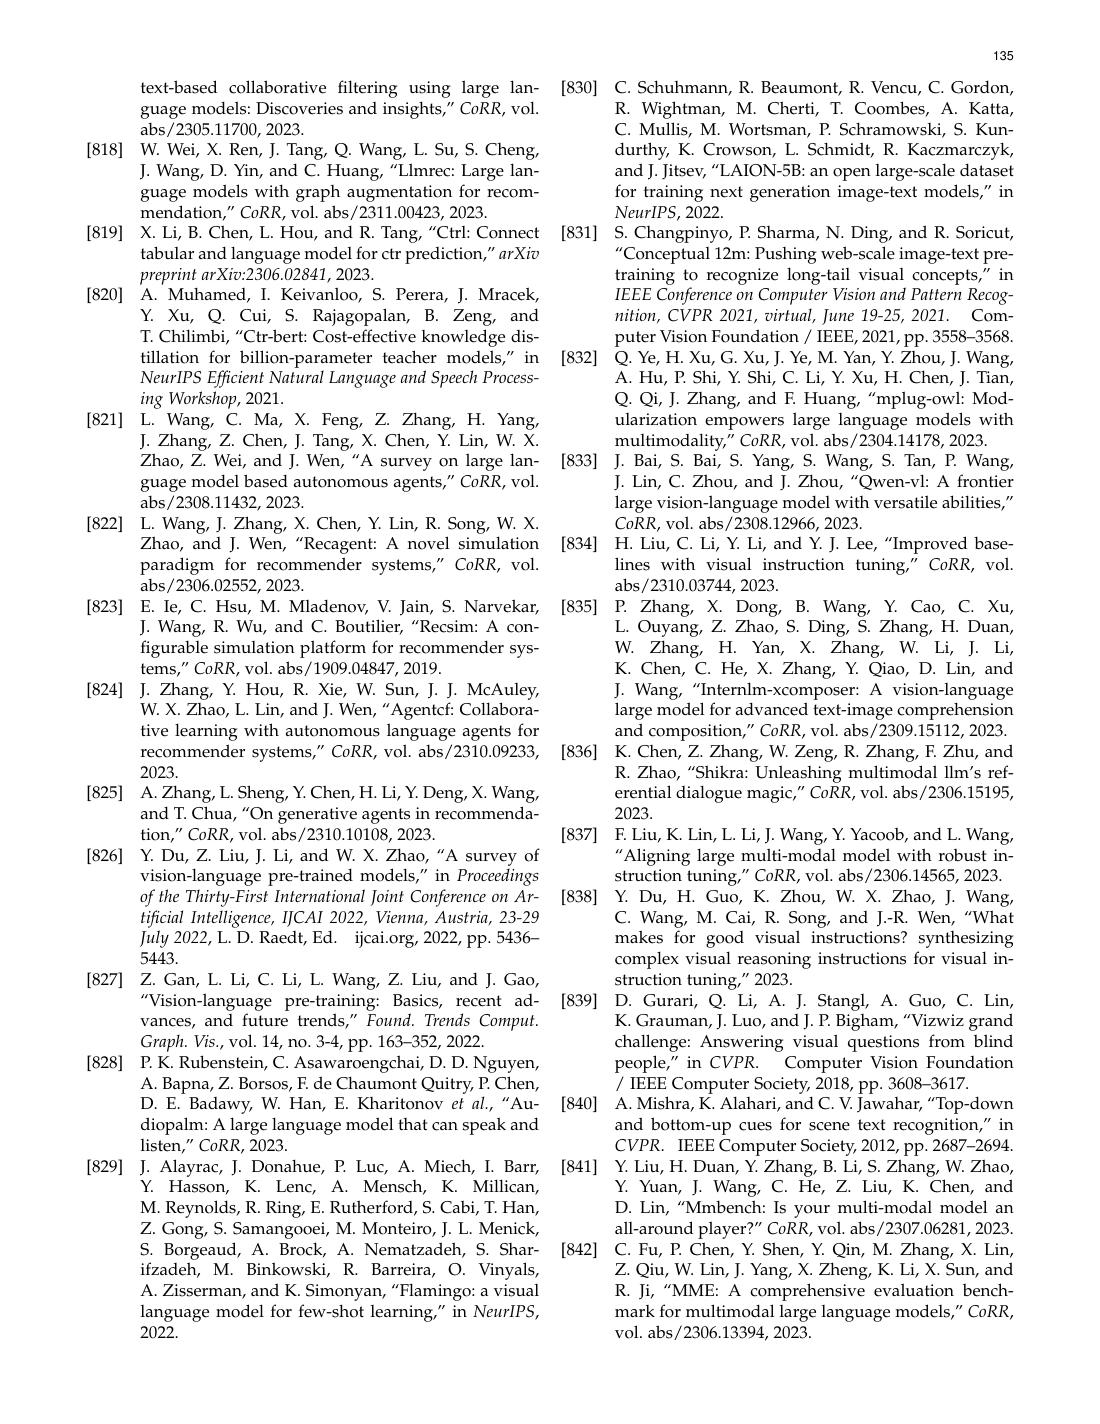 135
text-based collaborative filtering using large lan-
guage models: Discoveries and insights,” CoRR, vol.
abs/2305.11700, 2023.
[818] W. Wei, X. Ren, J. Tang, Q. Wang, L. Su, S. Cheng,
J. Wang, D. Yin, and C. Huang, “Llmrec: Large lan-
guage models with graph augmentation for recom-
mendation,” CoRR, vol. abs/2311.00423, 2023.
[819] X. Li, B. Chen, L. Hou, and R. Tang, “Ctrl: Connect
tabular and language model for ctr prediction,” arXiv
preprint arXiv:2306.02841, 2023.
[820] A. Muhamed, I. Keivanloo, S. Perera, J. Mracek,
Y. Xu, Q. Cui, S. Rajagopalan, B. Zeng, and
T. Chilimbi, “Ctr-bert: Cost-effective knowledge dis-
tillation for billion-parameter teacher models,” in
NeurIPS Efficient Natural Language and Speech Process-
ing Workshop, 2021.
[821] L. Wang, C. Ma, X. Feng, Z. Zhang, H. Yang,
J. Zhang, Z. Chen, J. Tang, X. Chen, Y. Lin, W. X.
Zhao, Z. Wei, and J. Wen, “A survey on large lan-
guage model based autonomous agents,” CoRR, vol.
abs/2308.11432, 2023.
[822] L. Wang, J. Zhang, X. Chen, Y. Lin, R. Song, W. X.
Zhao, and J. Wen, “Recagent: A novel simulation
paradigm for recommender systems,” CoRR, vol.
abs/2306.02552, 2023.
[823] E. Ie, C. Hsu, M. Mladenov, V. Jain, S. Narvekar,
J. Wang, R. Wu, and C. Boutilier, “Recsim: A con-
figurable simulation platform for recommender sys-
tems,” CoRR, vol. abs/1909.04847, 2019.
[824] J. Zhang, Y. Hou, R. Xie, W. Sun, J. J. McAuley,
W. X. Zhao, L. Lin, and J. Wen, “Agentcf: Collabora-
tive learning with autonomous language agents for
recommender systems,” CoRR, vol. abs/2310.09233,
2023.
[825] A. Zhang, L. Sheng, Y. Chen, H. Li, Y. Deng, X. Wang,
and T. Chua, “On generative agents in recommenda-
tion,” CoRR, vol. abs/2310.10108, 2023.
[826] Y. Du, Z. Liu, J. Li, and W. X. Zhao, “A survey of
vision-language pre-trained models,” in Proceedings
of the Thirty-First International Joint Conference on Ar-
tificial Intelligence, IJCAI 2022, Vienna, Austria, 23-29
July 2022, L. D. Raedt, Ed. ijcai.org, 2022, pp. 5436–
5443.
[827] Z. Gan, L. Li, C. Li, L. Wang, Z. Liu, and J. Gao,
“Vision-language pre-training: Basics, recent ad-
vances, and future trends,” Found. Trends Comput.
Graph. Vis., vol. 14, no. 3-4, pp. 163–352, 2022.
[828] P. K. Rubenstein, C. Asawaroengchai, D. D. Nguyen,
A. Bapna, Z. Borsos, F. de Chaumont Quitry, P. Chen,
D. E. Badawy, W. Han, E. Kharitonov et al., “Au-
diopalm: A large language model that can speak and
listen,” CoRR, 2023.
[829] J. Alayrac, J. Donahue, P. Luc, A. Miech, I. Barr,
Y. Hasson, K. Lenc, A. Mensch, K. Millican,
M. Reynolds, R. Ring, E. Rutherford, S. Cabi, T. Han,
Z. Gong, S. Samangooei, M. Monteiro, J. L. Menick,
S. Borgeaud, A. Brock, A. Nematzadeh, S. Shar-
ifzadeh, M. Binkowski, R. Barreira, O. Vinyals,
A. Zisserman, and K. Simonyan, “Flamingo: a visual
language model for few-shot learning,” in NeurIPS,
2022.
[830] C. Schuhmann, R. Beaumont, R. Vencu, C. Gordon,
R. Wightman, M. Cherti, T. Coombes, A. Katta,
C. Mullis, M. Wortsman, P. Schramowski, S. Kun-
durthy, K. Crowson, L. Schmidt, R. Kaczmarczyk,
and J. Jitsev, “LAION-5B: an open large-scale dataset
for training next generation image-text models,” in
NeurIPS, 2022.
[831] S. Changpinyo, P. Sharma, N. Ding, and R. Soricut,
“Conceptual 12m: Pushing web-scale image-text pre-
training to recognize long-tail visual concepts,” in
IEEE Conference on Computer Vision and Pattern Recog-
nition, CVPR 2021, virtual, June 19-25, 2021. Com-
puter Vision Foundation / IEEE, 2021, pp. 3558–3568.
[832] Q. Ye, H. Xu, G. Xu, J. Ye, M. Yan, Y. Zhou, J. Wang,
A. Hu, P. Shi, Y. Shi, C. Li, Y. Xu, H. Chen, J. Tian,
Q. Qi, J. Zhang, and F. Huang, “mplug-owl: Mod-
ularization empowers large language models with
multimodality,” CoRR, vol. abs/2304.14178, 2023.
[833] J. Bai, S. Bai, S. Yang, S. Wang, S. Tan, P. Wang,
J. Lin, C. Zhou, and J. Zhou, “Qwen-vl: A frontier
large vision-language model with versatile abilities,”
CoRR, vol. abs/2308.12966, 2023.
[834] H. Liu, C. Li, Y. Li, and Y. J. Lee, “Improved base-
lines with visual instruction tuning,” CoRR, vol.
abs/2310.03744, 2023.
[835] P. Zhang, X. Dong, B. Wang, Y. Cao, C. Xu,
L. Ouyang, Z. Zhao, S. Ding, S. Zhang, H. Duan,
W. Zhang, H. Yan, X. Zhang, W. Li, J. Li,
K. Chen, C. He, X. Zhang, Y. Qiao, D. Lin, and
J. Wang, “Internlm-xcomposer: A vision-language
large model for advanced text-image comprehension
and composition,” CoRR, vol. abs/2309.15112, 2023.
[836] K. Chen, Z. Zhang, W. Zeng, R. Zhang, F. Zhu, and
R. Zhao, “Shikra: Unleashing multimodal llm’s ref-
erential dialogue magic,” CoRR, vol. abs/2306.15195,
2023.
[837] F. Liu, K. Lin, L. Li, J. Wang, Y. Yacoob, and L. Wang,
“Aligning large multi-modal model with robust in-
struction tuning,” CoRR, vol. abs/2306.14565, 2023.
[838] Y. Du, H. Guo, K. Zhou, W. X. Zhao, J. Wang,
C. Wang, M. Cai, R. Song, and J.-R. Wen, “What
makes for good visual instructions? synthesizing
complex visual reasoning instructions for visual in-
struction tuning,” 2023.
[839] D. Gurari, Q. Li, A. J. Stangl, A. Guo, C. Lin,
K. Grauman, J. Luo, and J. P. Bigham, “Vizwiz grand
challenge: Answering visual questions from blind
people,” in CVPR. Computer Vision Foundation
/ IEEE Computer Society, 2018, pp. 3608–3617.
[840] A. Mishra, K. Alahari, and C. V. Jawahar, “Top-down
and bottom-up cues for scene text recognition,” in
CVPR. IEEE Computer Society, 2012, pp. 2687–2694.
[841] Y. Liu, H. Duan, Y. Zhang, B. Li, S. Zhang, W. Zhao,
Y. Yuan, J. Wang, C. He, Z. Liu, K. Chen, and
D. Lin, “Mmbench: Is your multi-modal model an
all-around player?” CoRR, vol. abs/2307.06281, 2023.
[842] C. Fu, P. Chen, Y. Shen, Y. Qin, M. Zhang, X. Lin,
Z. Qiu, W. Lin, J. Yang, X. Zheng, K. Li, X. Sun, and
R. Ji, “MME: A comprehensive evaluation bench-
mark for multimodal large language models,” CoRR,
vol. abs/2306.13394, 2023.